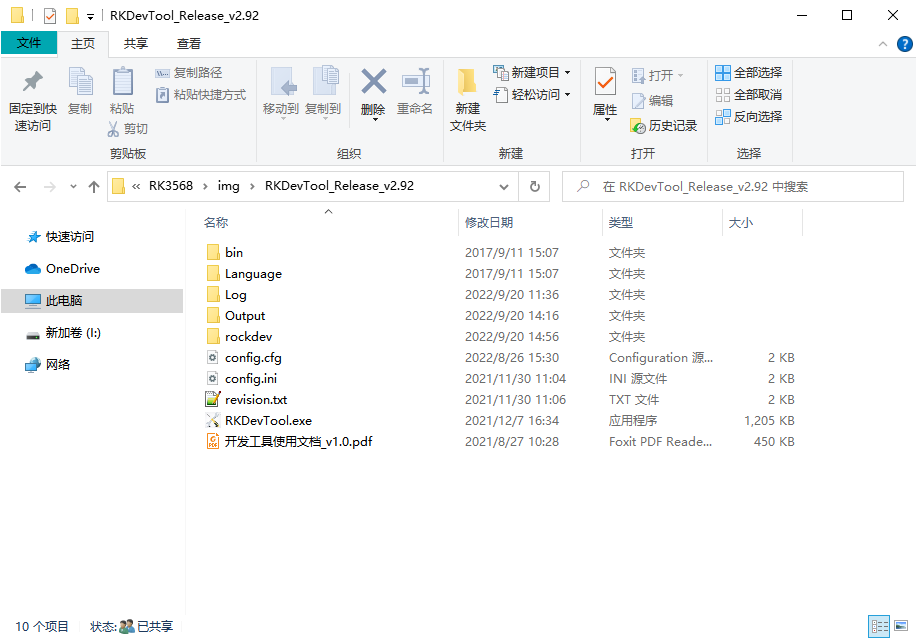 RKDevTool_Release_v2.92
文件 主页 共享 查看
固定到快速访问
复制
粘贴
复制路径
粘贴快捷方式
剪切
剪贴板
移动到
复制到
删除
重命名
组织
新建文件夹
新建项目
轻松访问
新建
属性
打开
编辑
历史记录
打开
全部选择
全部取消
反向选择
选择
« RK3568 › img › RKDevTool_Release_v2.92
在 RKDevTool_Release_v2.92 中搜索
快速访问
OneDrive
此电脑
新加卷 (I:)
网络
名称 修改日期 类型 大小
bin 2017/9/11 15:07 文件夹
Language 2017/9/11 15:07 文件夹
Log 2022/9/20 11:36 文件夹
Output 2022/9/20 14:16 文件夹
rockdev 2022/9/20 14:56 文件夹
config.cfg 2022/8/26 15:30 Configuration 源... 2 KB
config.ini 2021/11/30 11:04 INI 源文件 2 KB
revision.txt 2021/11/30 11:06 TXT 文件 2 KB
RKDevTool.exe 2021/12/7 16:34 应用程序 1,205 KB
开发工具使用文档_v1.0.pdf 2021/8/27 10:28 Foxit PDF Reade... 450 KB
10 个项目 状态: 已共享